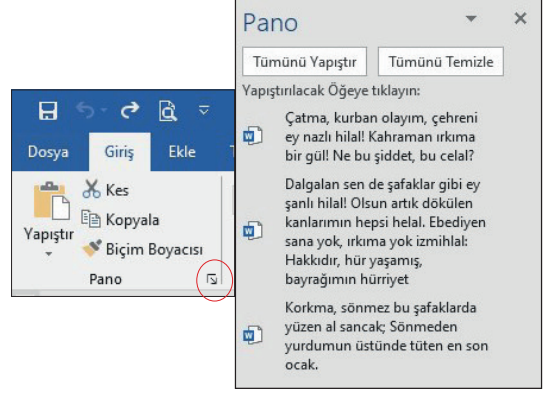 Dosya Giriş Ekle
Yapıştır
Kes
Kopyala
Biçim Boyacısı
Pano
Pano
Tümünü Yapıştır Tümünü Temizle
Yapıştırılacak Öğeye tıklayın:
Çatma, kurban olayım, çehreni
ey nazlı hilal! Kahraman ırkıma
bir gül! Ne bu şiddet, bu celal?
Dalgalan sen de şafaklar gibi ey
şanlı hilal! Olsun artık dökülen
kanlarımın hepsi helal. Ebediyen
sana yok, ırkıma yok izmihlal:
Hakkıdır, hür yaşamış,
bayrağımın hürriyet
Korkma, sönmez bu şafaklarda
yüzen al sancak; Sönmeden
yurdumun üstünde tüten en son
ocak.